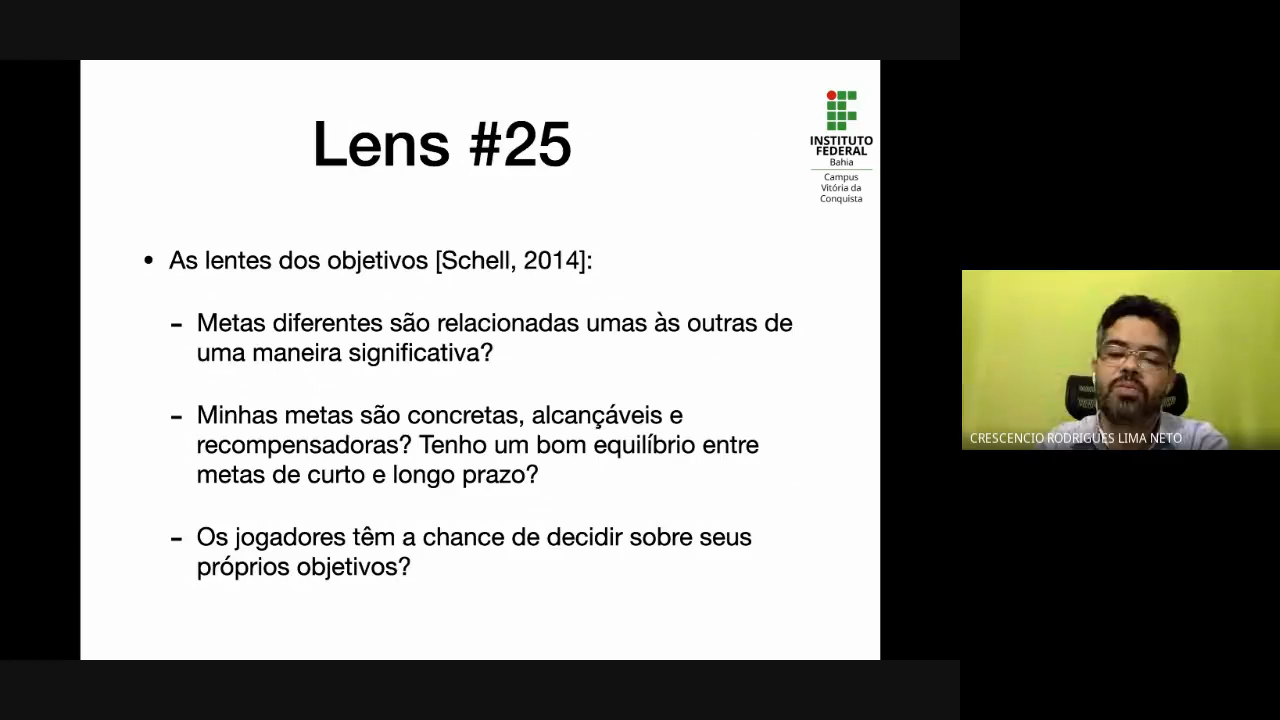 Lens #25
INSTITUTO
FEDERAL
Bahia
Campus
Vitória da
Conquista
• As lentes dos objetivos [Schell, 2014]:
- Metas diferentes são relacionadas umas às outras de
uma maneira significativa?
- Minhas metas são concretas, alcançáveis e
recompensadoras? Tenho um bom equilíbrio entre
metas de curto e longo prazo?
- Os jogadores têm a chance de decidir sobre seus
próprios objetivos?
CRESCENCIO RODRIGUES LIMA NETO